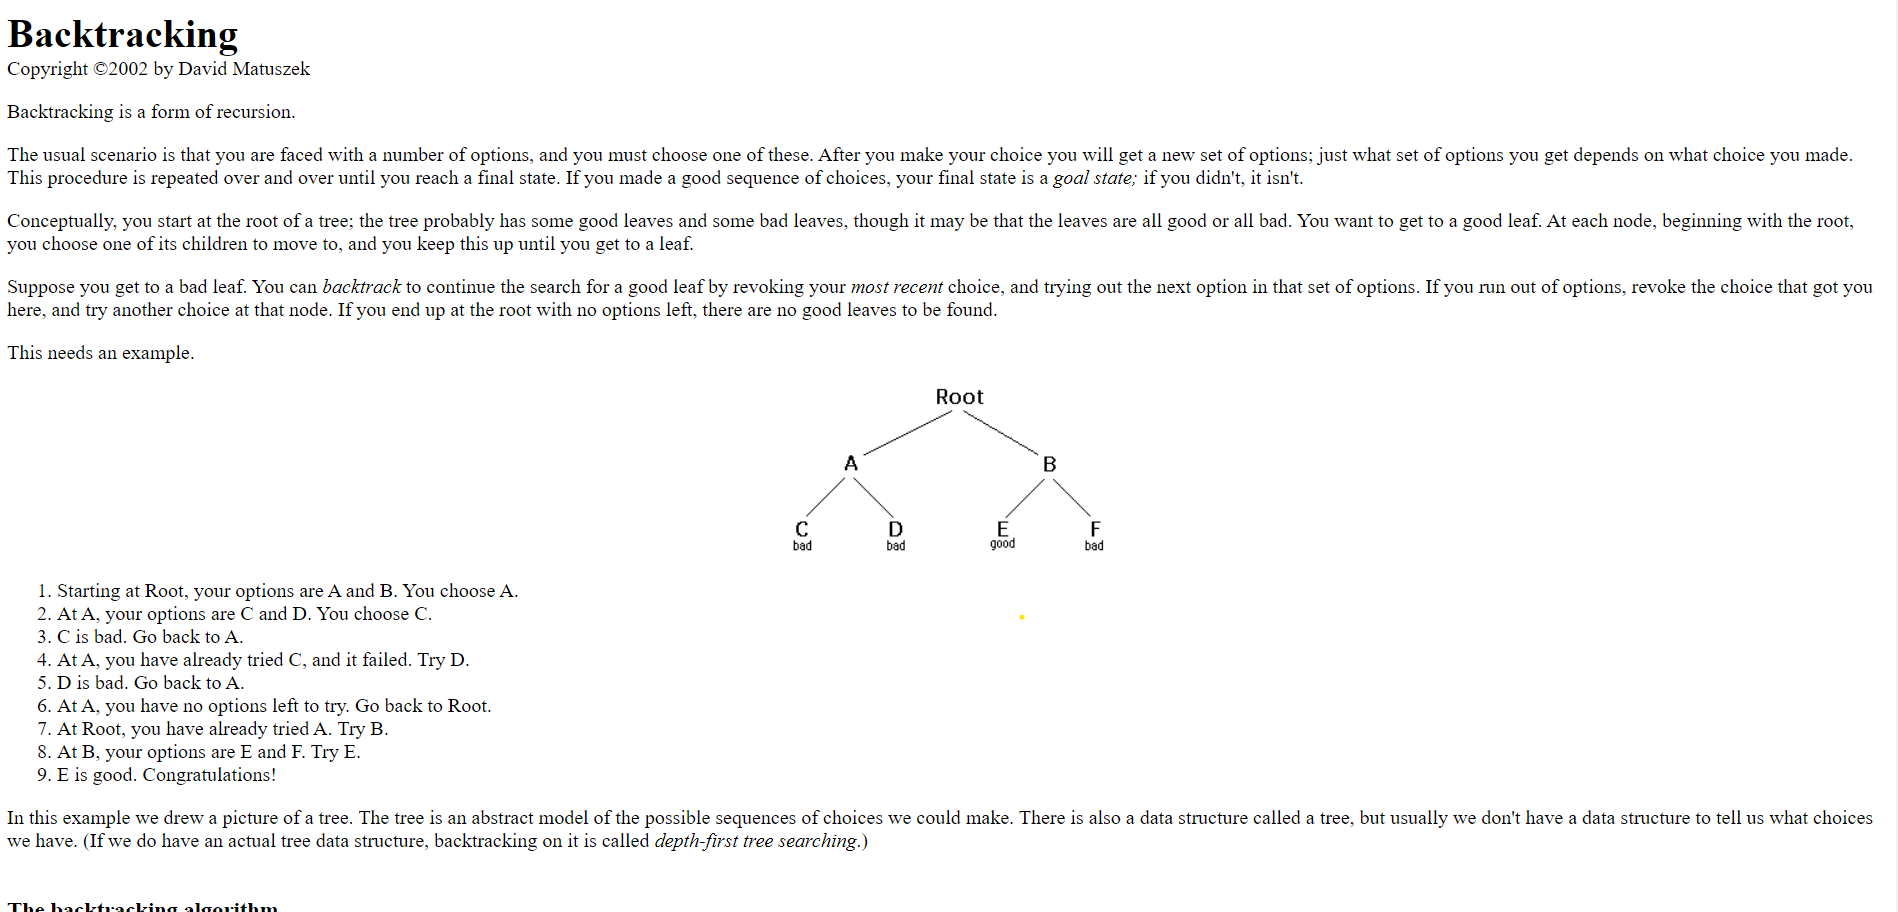 Backtracking
Copyright ©2002 by David Matuszek
Backtracking is a form of recursion.
The usual scenario is that you are faced with a number of options, and you must choose one of these. After you make your choice you will get a new set of options; just what set of options you get depends on what choice you made.
This procedure is repeated over and over until you reach a final state. If you made a good sequence of choices, your final state is a goal state; if you didn't, it isn't.
Conceptually, you start at the root of a tree; the tree probably has some good leaves and some bad leaves, though it may be that the leaves are all good or all bad. You want to get to a good leaf. At each node, beginning with the root,
you choose one of its children to move to, and you keep this up until you get to a leaf.
Suppose you get to a bad leaf. You can backtrack to continue the search for a good leaf by revoking your most recent choice, and trying out the next option in that set of options. If you run out of options, revoke the choice that got you
here, and try another choice at that node. If you end up at the root with no options left, there are no good leaves to be found.
This needs an example.
Root
A B
C D E F
bad bad good bad
1. Starting at Root, your options are A and B. You choose A.
2. At A, your options are C and D. You choose C.
3. C is bad. Go back to A.
4. At A, you have already tried C, and it failed. Try D.
5. D is bad. Go back to A.
6. At A, you have no options left to try. Go back to Root.
7. At Root, you have already tried A. Try B.
8. At B, your options are E and F. Try E.
9. E is good. Congratulations!
In this example we drew a picture of a tree. The tree is an abstract model of the possible sequences of choices we could make. There is also a data structure called a tree, but usually we don't have a data structure to tell us what choices
we have. (If we do have an actual tree data structure, backtracking on it is called depth-first tree searching.)
The backtracking algorithm